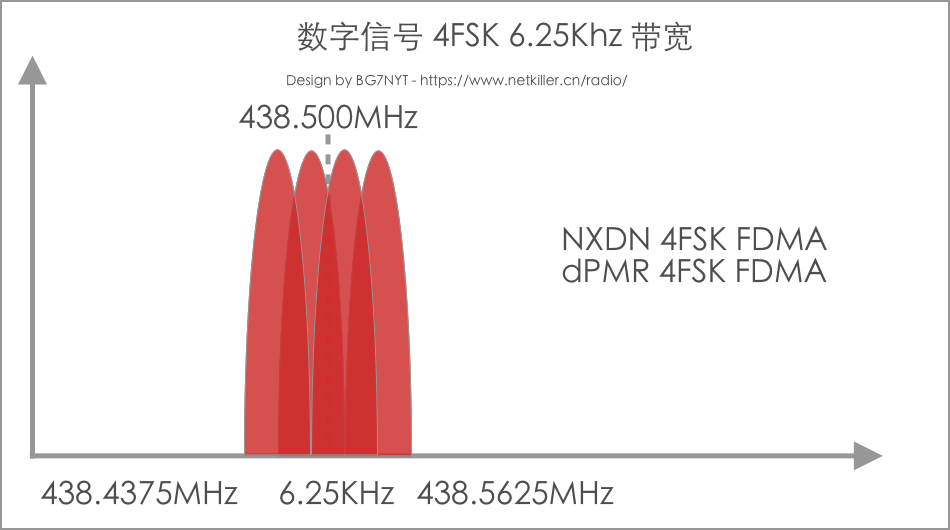 数字信号 4FSK 6.25Khz 带宽
Design by BG7NYT - https://www.netkiller.cn/radio/
438.500MHz
NXDN 4FSK FDMA
dPMR 4FSK FDMA
438.4375MHz 6.25KHz 438.5625MHz